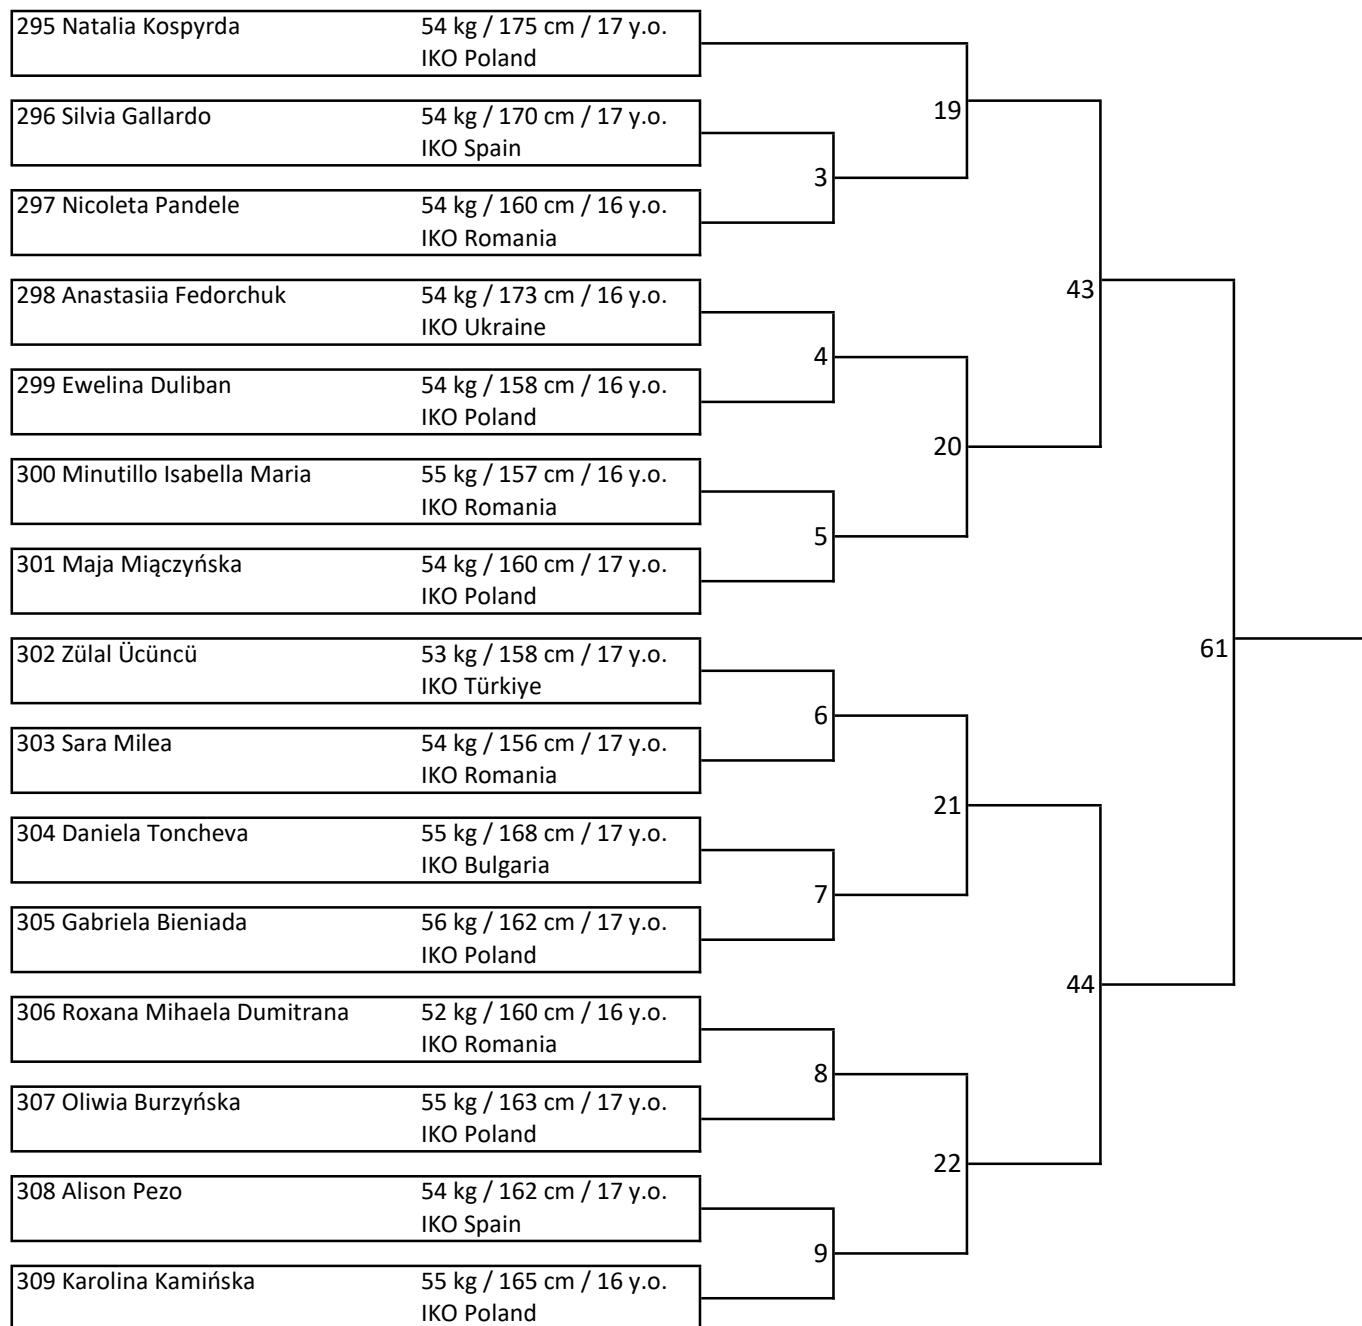 295 Natalia Kospyrda 54 kg / 175 cm / 17 y.o.
IKO Poland
19
296 Silvia Gallardo 54 kg / 170 cm / 17 y.o.
IKO Spain
3
297 Nicoleta Pandele 54 kg / 160 cm / 16 y.o.
IKO Romania
43
298 Anastasiia Fedorchuk 54 kg / 173 cm / 16 y.o.
IKO Ukraine
4
299 Ewelina Duliban 54 kg / 158 cm / 16 y.o.
IKO Poland
20
300 Minutillo Isabella Maria 55 kg / 157 cm / 16 y.o.
IKO Romania
5
301 Maja Miączyńska 54 kg / 160 cm / 17 y.o.
IKO Poland
61
302 Zülal Ücüncü 53 kg / 158 cm / 17 y.o.
IKO Türkiye
6
303 Sara Milea 54 kg / 156 cm / 17 y.o.
IKO Romania
21
304 Daniela Toncheva 55 kg / 168 cm / 17 y.o.
IKO Bulgaria
7
305 Gabriela Bieniada 56 kg / 162 cm / 17 y.o.
IKO Poland
44
306 Roxana Mihaela Dumitrana 52 kg / 160 cm / 16 y.o.
IKO Romania
8
307 Oliwia Burzyńska 55 kg / 163 cm / 17 y.o.
IKO Poland
22
308 Alison Pezo 54 kg / 162 cm / 17 y.o.
IKO Spain
9
309 Karolina Kamińska 55 kg / 165 cm / 16 y.o.
IKO Poland